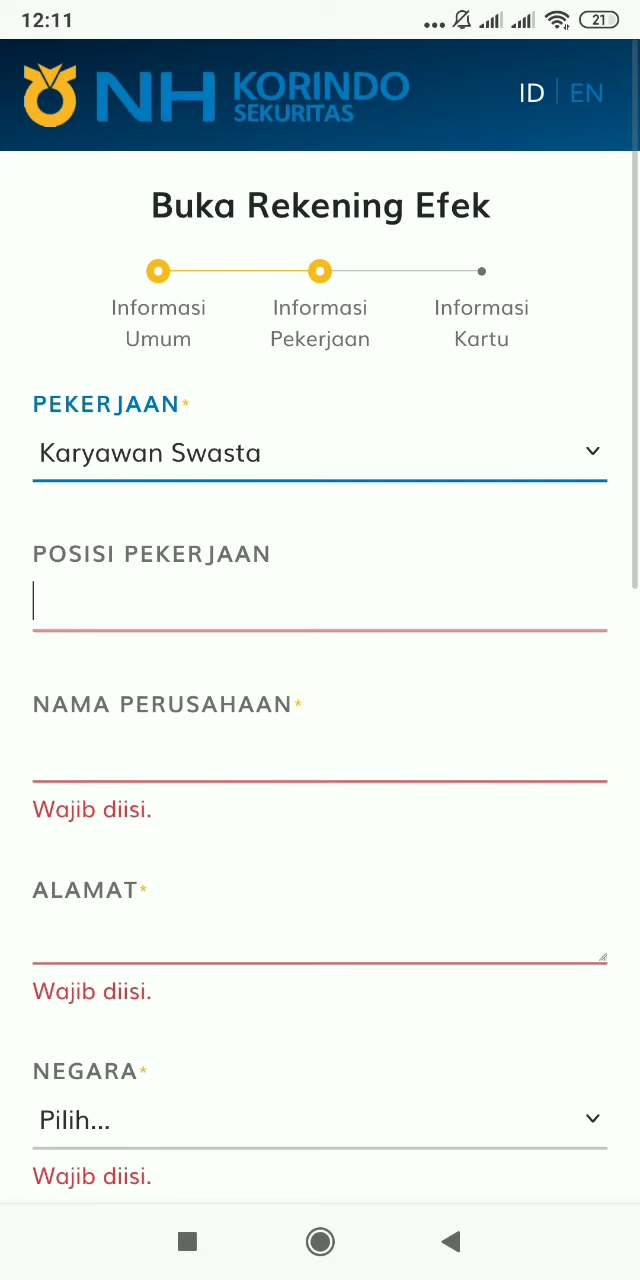 12:11
21
NH KORINDO
SEKURITAS
ID | EN
Buka Rekening Efek
Informasi Umum
Informasi Pekerjaan
Informasi Kartu
PEKERJAAN*
Karyawan Swasta
POSISI PEKERJAAN
NAMA PERUSAHAAN*
Wajib diisi.
ALAMAT*
Wajib diisi.
NEGARA*
Pilih...
Wajib diisi.